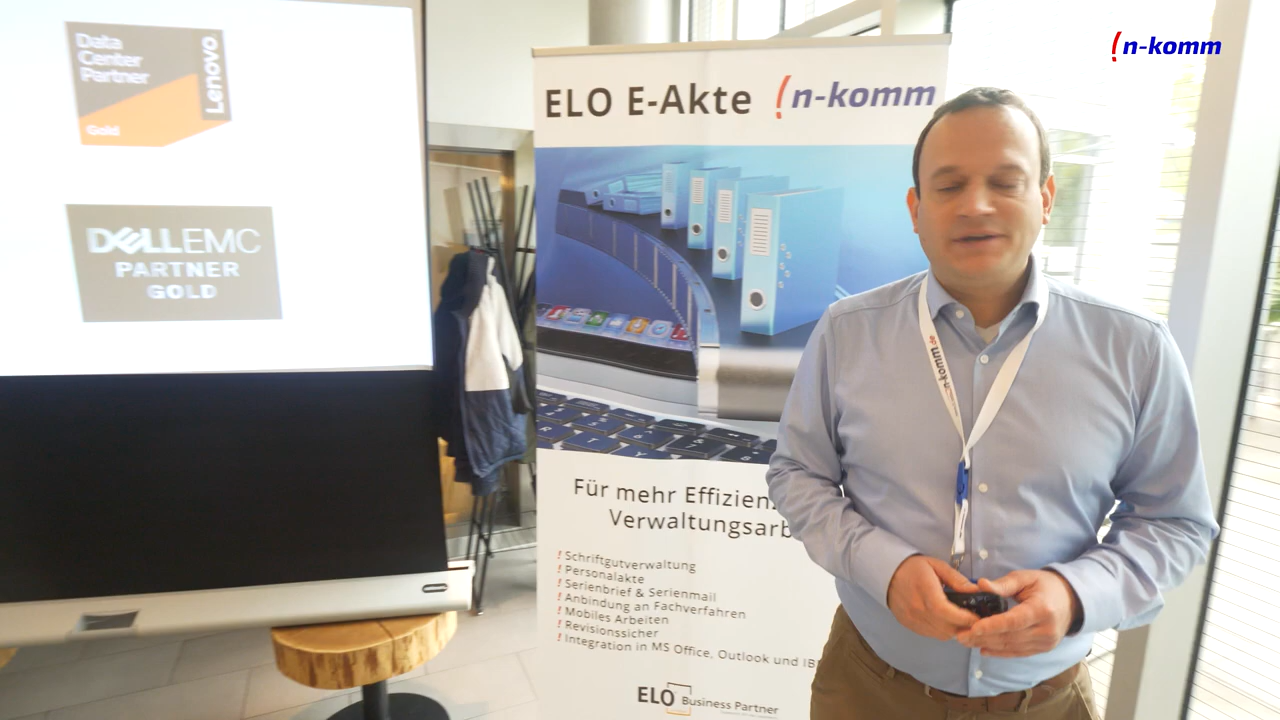 Data
Center
Partner
Lenovo
Gold
DELLEMC
PARTNER
GOLD
ELO E-Akte
n-komm
Für mehr Effizien
Verwaltungsarb
! Schriftgutverwaltung
! Personalakte
! Serienbrief & Serienmail
! Anbindung an Fachverfahren
! Mobiles Arbeiten
! Revisionssicher
! Integration in MS Office, Outlook und IB
ELO Business Partner
n-komm.de
n-komm